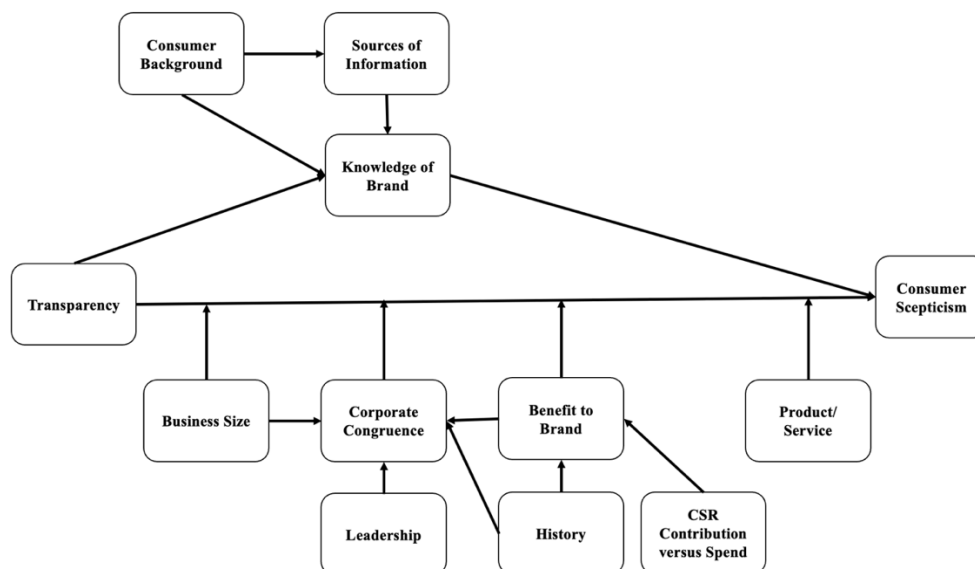 Consumer
Background
Sources of
Information
Knowledge of
Brand
Transparency
Consumer
Scepticism
Business Size
Corporate
Congruence
Benefit to
Brand
Product/
Service
Leadership
History
CSR
Contribution
versus Spend